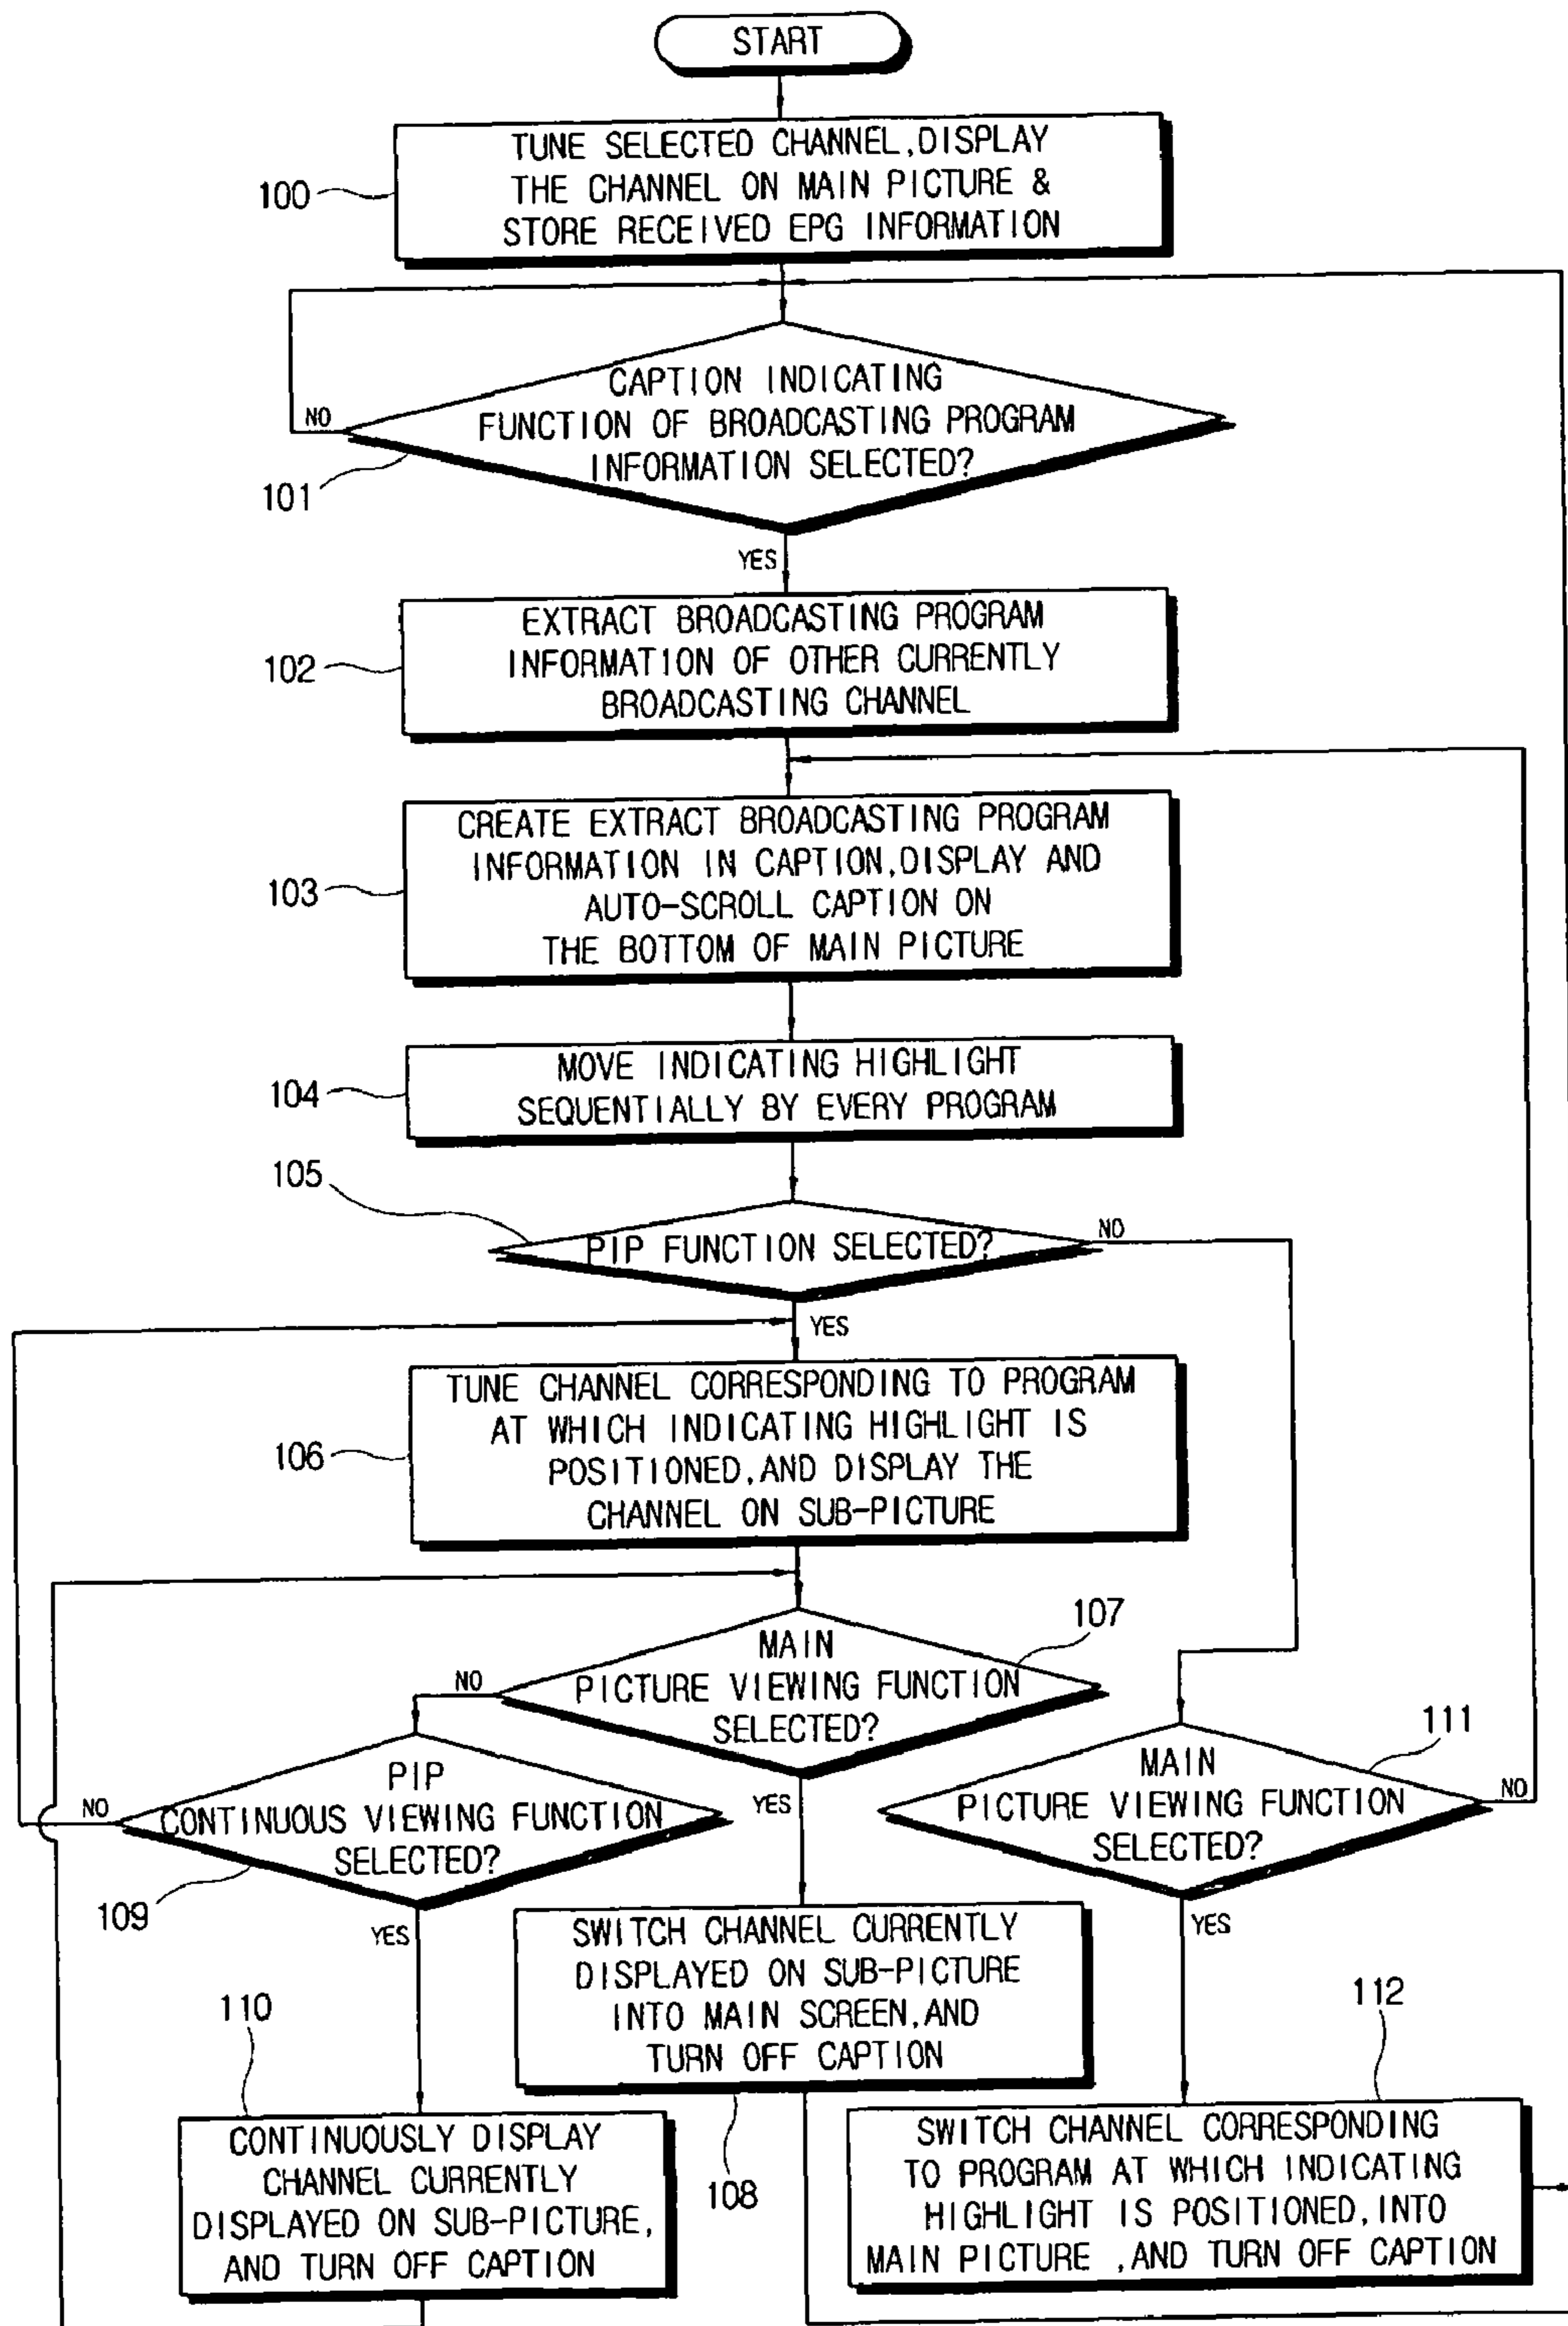 START
TUNE SELECTED CHANNEL,DISPLAY
THE CHANNEL ON MAIN PICTURE &
STORE RECEIVED EPG INFORMATION
100
CAPTION INDICATING
FUNCTION OF BROADCASTING PROGRAM
INFORMATION SELECTED?
NO
101
YES
EXTRACT BROADCASTING PROGRAM
INFORMATION OF OTHER CURRENTLY
BROADCASTING CHANNEL
102
CREATE EXTRACT BROADCASTING PROGRAM
INFORMATION IN CAPTION,DISPLAY AND
AUTO-SCROLL CAPTION ON
THE BOTTOM OF MAIN PICTURE
103
MOVE INDICATING HIGHLIGHT
SEQUENTIALLY BY EVERY PROGRAM
104
105
PIP FUNCTION SELECTED?
NO
YES
TUNE CHANNEL CORRESPONDING TO PROGRAM
AT WHICH INDICATING HIGHLIGHT IS
POSITIONED,AND DISPLAY THE
CHANNEL ON SUB-PICTURE
106
107
MAIN
PICTURE VIEWING FUNCTION
SELECTED?
NO
YES
111
MAIN
PICTURE VIEWING FUNCTION
SELECTED?
NO
YES
PIP
CONTINUOUS VIEWING FUNCTION
SELECTED?
NO
109
YES
SWITCH CHANNEL CURRENTLY
DISPLAYED ON SUB-PICTURE
INTO MAIN SCREEN,AND
TURN OFF CAPTION
108
110
CONTINUOUSLY DISPLAY
CHANNEL CURRENTLY
DISPLAYED ON SUB-PICTURE,
AND TURN OFF CAPTION
112
SWITCH CHANNEL CORRESPONDING
TO PROGRAM AT WHICH INDICATING
HIGHLIGHT IS POSITIONED,INTO
MAIN PICTURE ,AND TURN OFF CAPTION